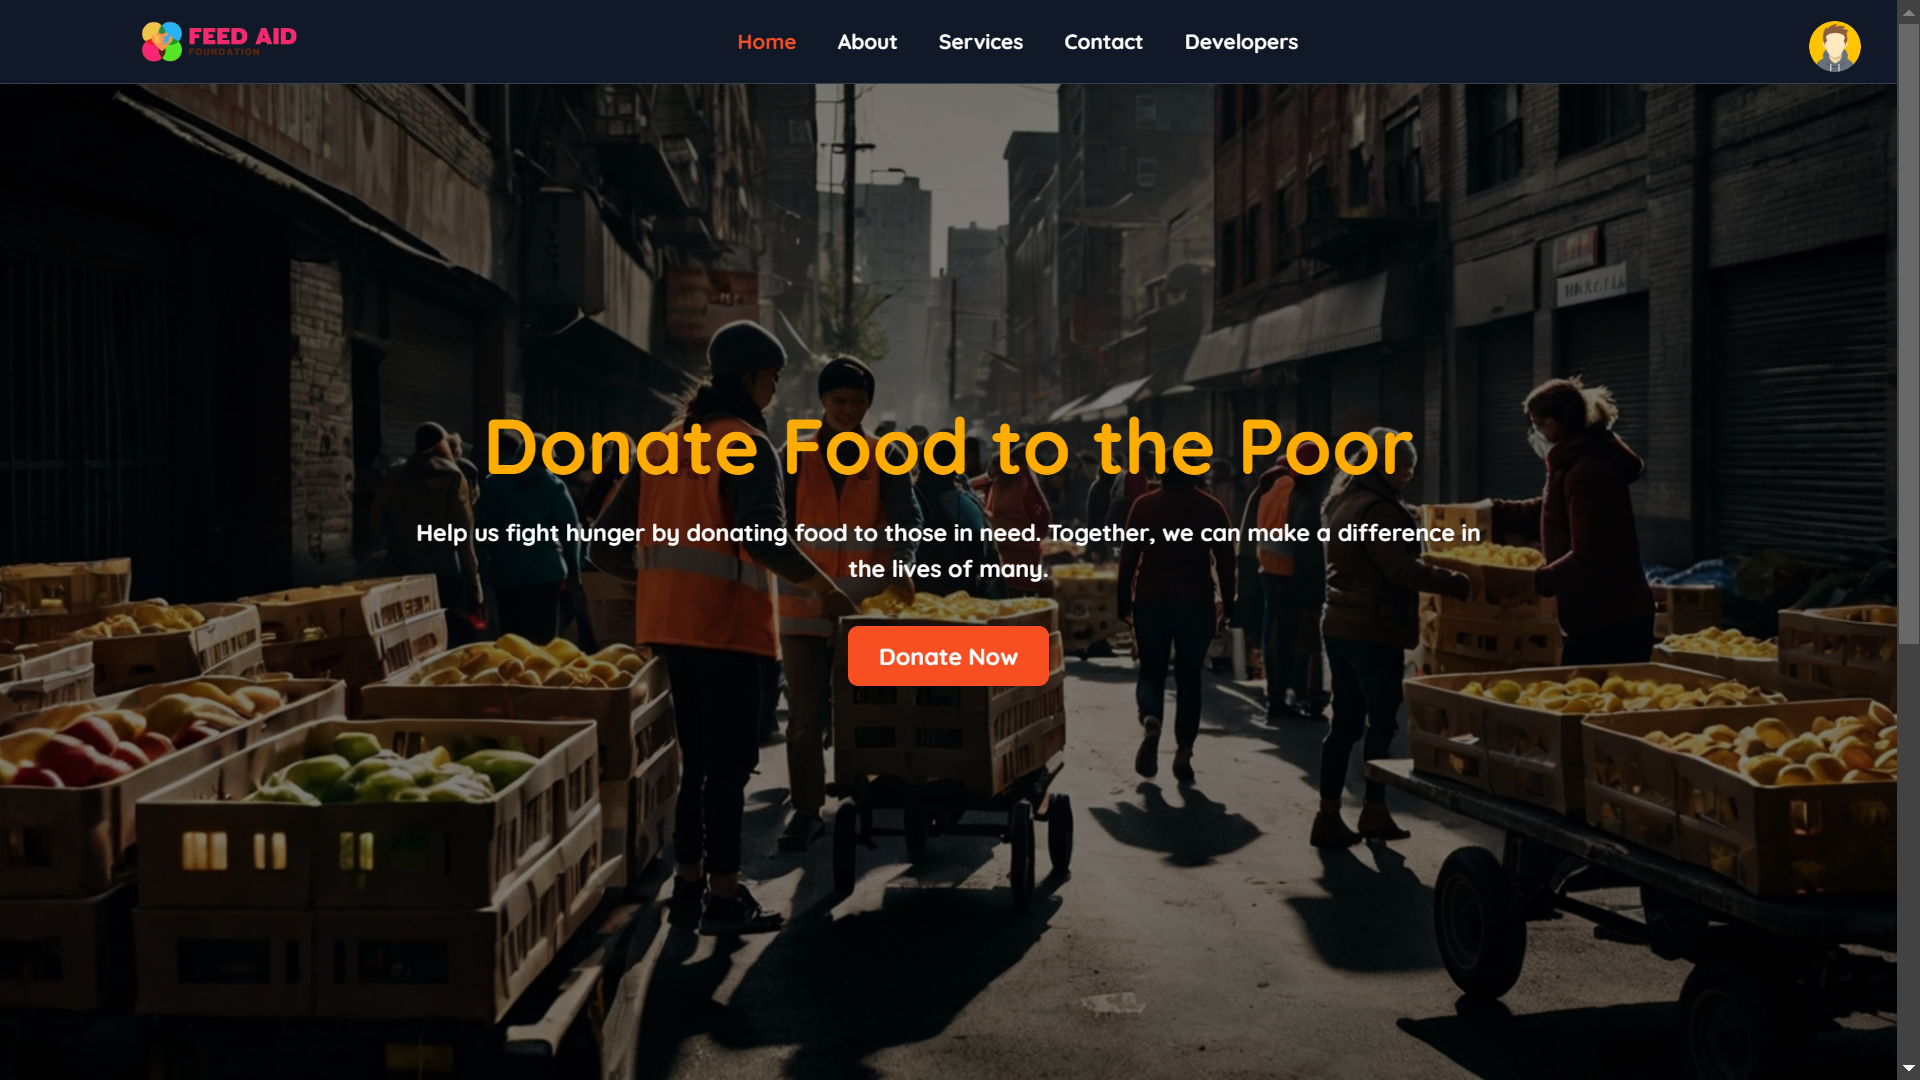 FEED AID
FOUNDATION
Home
About
Services
Contact
Developers
Donate Food to the Poor
Help us fight hunger by donating food to those in need. Together, we can make a difference in
the lives of many.
Donate Now